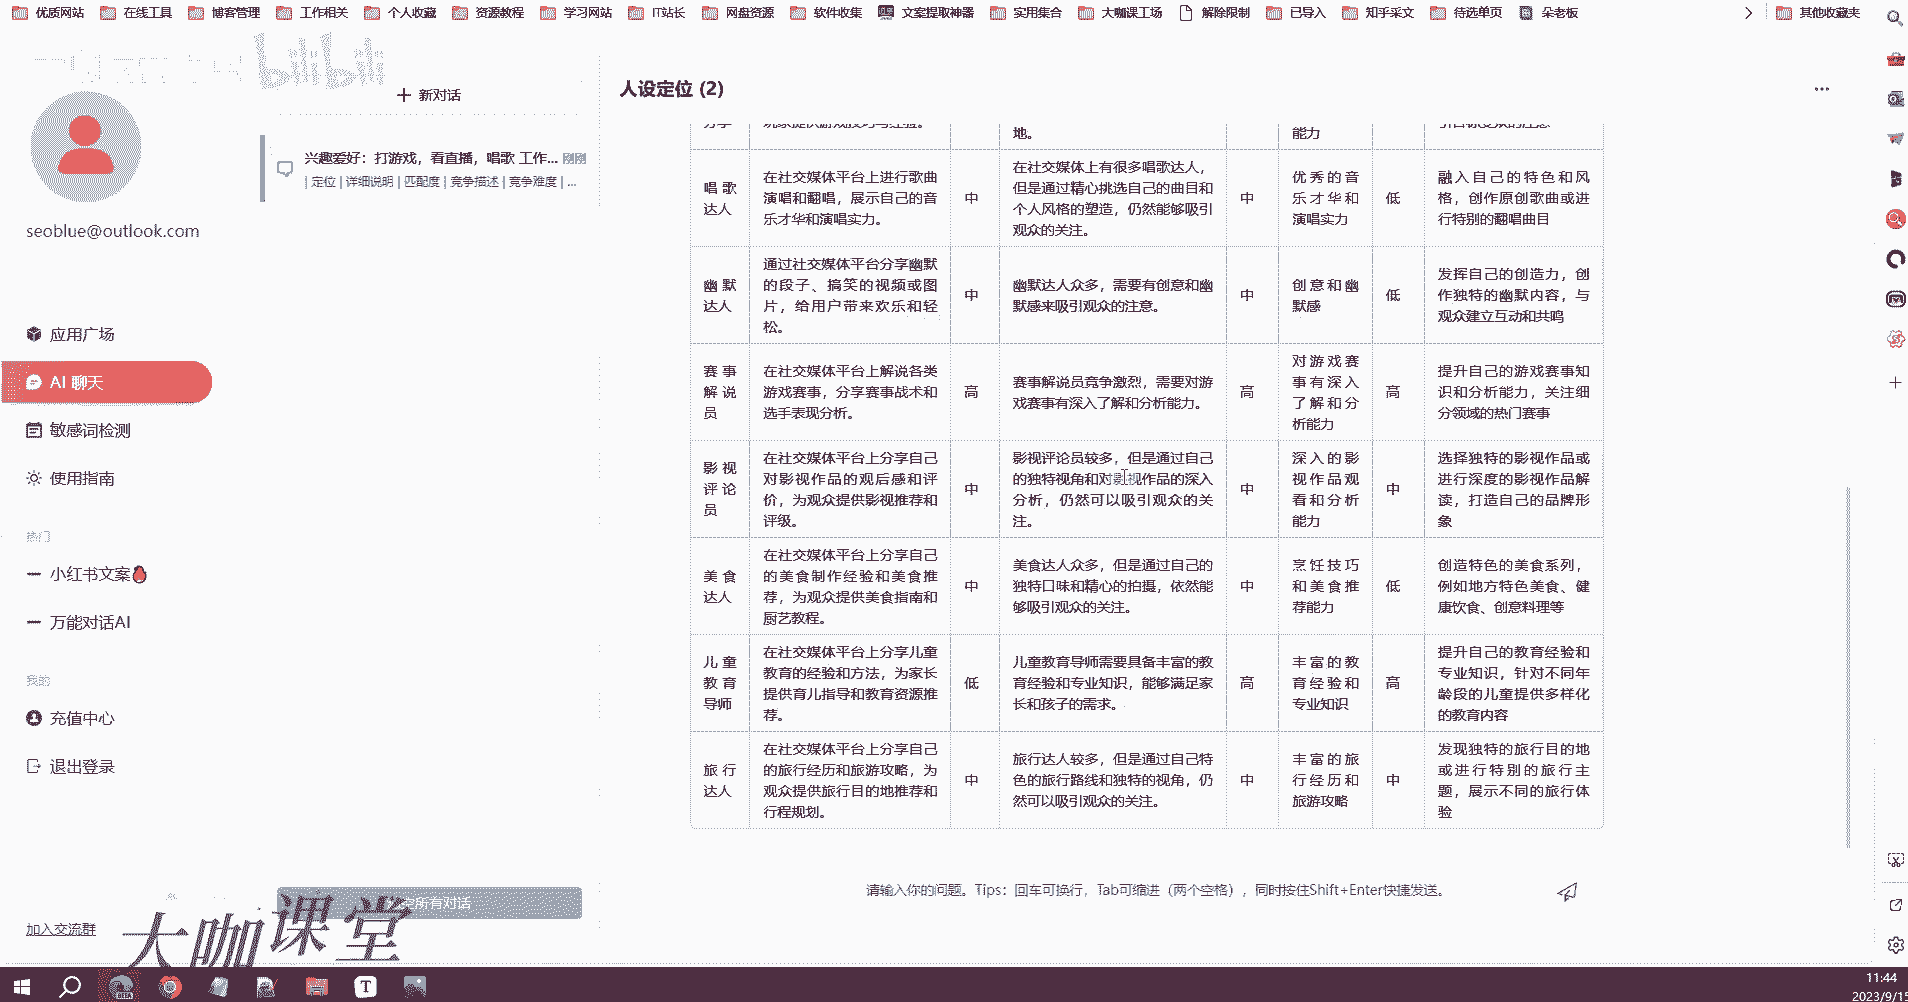 优质网站 在线工具 博客管理 工作相关 个人收藏 资源教程 学习网站 IT站长 网盘资源 软件收集 文案提取神器 实用集合 大咖课工场 解除限制 已导入 知乎采文 待选单页 朵老板 其他收藏夹
bilibili
seoblue@outlook.com
应用广场
AI 聊天
敏感词检测
使用指南
热门
小红书文案
万能对话AI
我的
充值中心
退出登录
加入交流群
大咖课堂
+ 新对话
兴趣爱好：打游戏，看直播，唱歌 工作... 刚刚
| 定位 | 详细说明 | 匹配度 | 竞争描述 | 竞争难度 | ...
所有对话
人设定位 (2)
地。
能力
唱歌
达人
在社交媒体平台上进行歌曲
演唱和翻唱，展示自己的音
乐才华和演唱实力。
中
在社交媒体上有很多唱歌达人，
但是通过精心挑选自己的曲目和
个人风格的塑造，仍然能够吸引
观众的关注。
中
优秀的音
乐才华和
演唱实力
低
融入自己的特色和风
格，创作原创歌曲或进
行特别的翻唱曲目
幽默
达人
通过社交媒体平台分享幽默
的段子、搞笑的视频或图
片，给用户带来欢乐和轻
松。
中
幽默达人众多，需要有创意和幽
默感来吸引观众的注意。
中
创意和幽
默感
低
发挥自己的创造力，创
作独特的幽默内容，与
观众建立互动和共鸣
赛事
解说
员
在社交媒体平台上解说各类
游戏赛事，分享赛事战术和
选手表现分析。
高
赛事解说员竞争激烈，需要对游
戏赛事有深入了解和分析能力。
高
对游戏赛
事有深入
了解和分
析能力
高
提升自己的游戏赛事知
识和分析能力，关注细
分领域的热门赛事
影视
评论
员
在社交媒体平台上分享自己
对影视作品的观后感和评
价，为观众提供影视推荐和
评级。
中
影视评论员较多，但是通过自己
的独特视角和对影视作品的深入
分析，仍然可以吸引观众的关
注。
中
深入的影
视作品观
看和分析
能力
中
选择独特的影视作品或
进行深度的影视作品解
读，打造自己的品牌形
象
美食
达人
在社交媒体平台上分享自己
的美食制作经验和美食推
荐，为观众提供美食指南和
厨艺教程。
中
美食达人众多，但是通过自己的
独特口味和精心的拍摄，依然能
够吸引观众的关注。
中
烹饪技巧
和美食推
荐能力
低
创造特色的美食系列，
例如地方特色美食、健
康饮食、创意料理等
儿童
教育
导师
在社交媒体平台上分享儿童
教育的经验和方法，为家长
提供育儿指导和教育资源推
荐。
低
儿童教育导师需要具备丰富的教
育经验和专业知识，能够满足家
长和孩子的需求。
高
丰富的教
育经验和
专业知识
高
提升自己的教育经验和
专业知识，针对不同年
龄段的儿童提供多样化
的教育内容
旅行
达人
在社交媒体平台上分享自己
的旅行经历和旅游攻略，为
观众提供旅行目的地推荐和
行程规划。
中
旅行达人较多，但是通过自己特
色的旅行路线和独特的视角，仍
然可以吸引观众的关注。
中
丰富的旅
行经历和
旅游攻略
中
发现独特的旅行目的地
或进行特别的旅行主
题，展示不同的旅行体
验
请输入你的问题。Tips：回车可换行，Tab可缩进（两个空格），同时按住Shift+Enter快捷发送。
11:44
2023/9/15